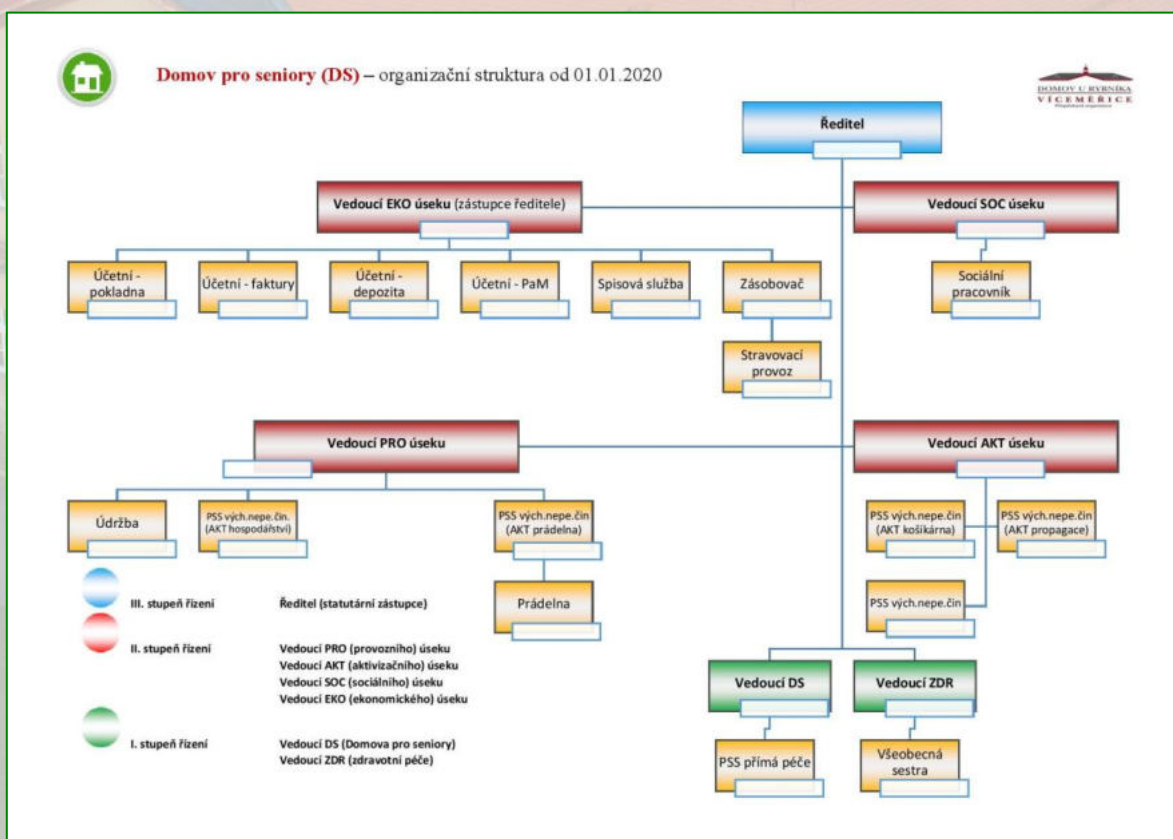 Domov pro seniory (DS) – organizační struktura od 01.01.2020
DOMOV U RYBNÍKA
VÍCEMĚŘICE
Ředitel
Vedoucí EKO úseku (zástupce ředitele)
Vedoucí SOC úseku
Účetní -
pokladna
Účetní - faktury
Účetní -
depozita
Účetní - PaM
Spisová služba
Zásobovač
Sociální
pracovník
Stravovací
provoz
Vedoucí PRO úseku
Vedoucí AKT úseku
Údržba
PSS vých.nepe.čin.
(AKT hospodářství)
PSS vých.nepe.čin
(AKT prádelna)
PSS vých.nepe.čin
(AKT košíkárna)
PSS vých.nepe.čin
(AKT propagace)
Prádelna
PSS vých.nepe.čin
III. stupeň řízení Ředitel (statutární zástupce)
II. stupeň řízení Vedoucí PRO (provozního) úseku
Vedoucí AKT (aktivizačního) úseku
Vedoucí SOC (sociálního) úseku
Vedoucí EKO (ekonomického) úseku
I. stupeň řízení Vedoucí DS (Domova pro seniory)
Vedoucí ZDR (zdravotní péče)
Vedoucí DS
Vedoucí ZDR
PSS přímá péče
Všeobecná
sestra